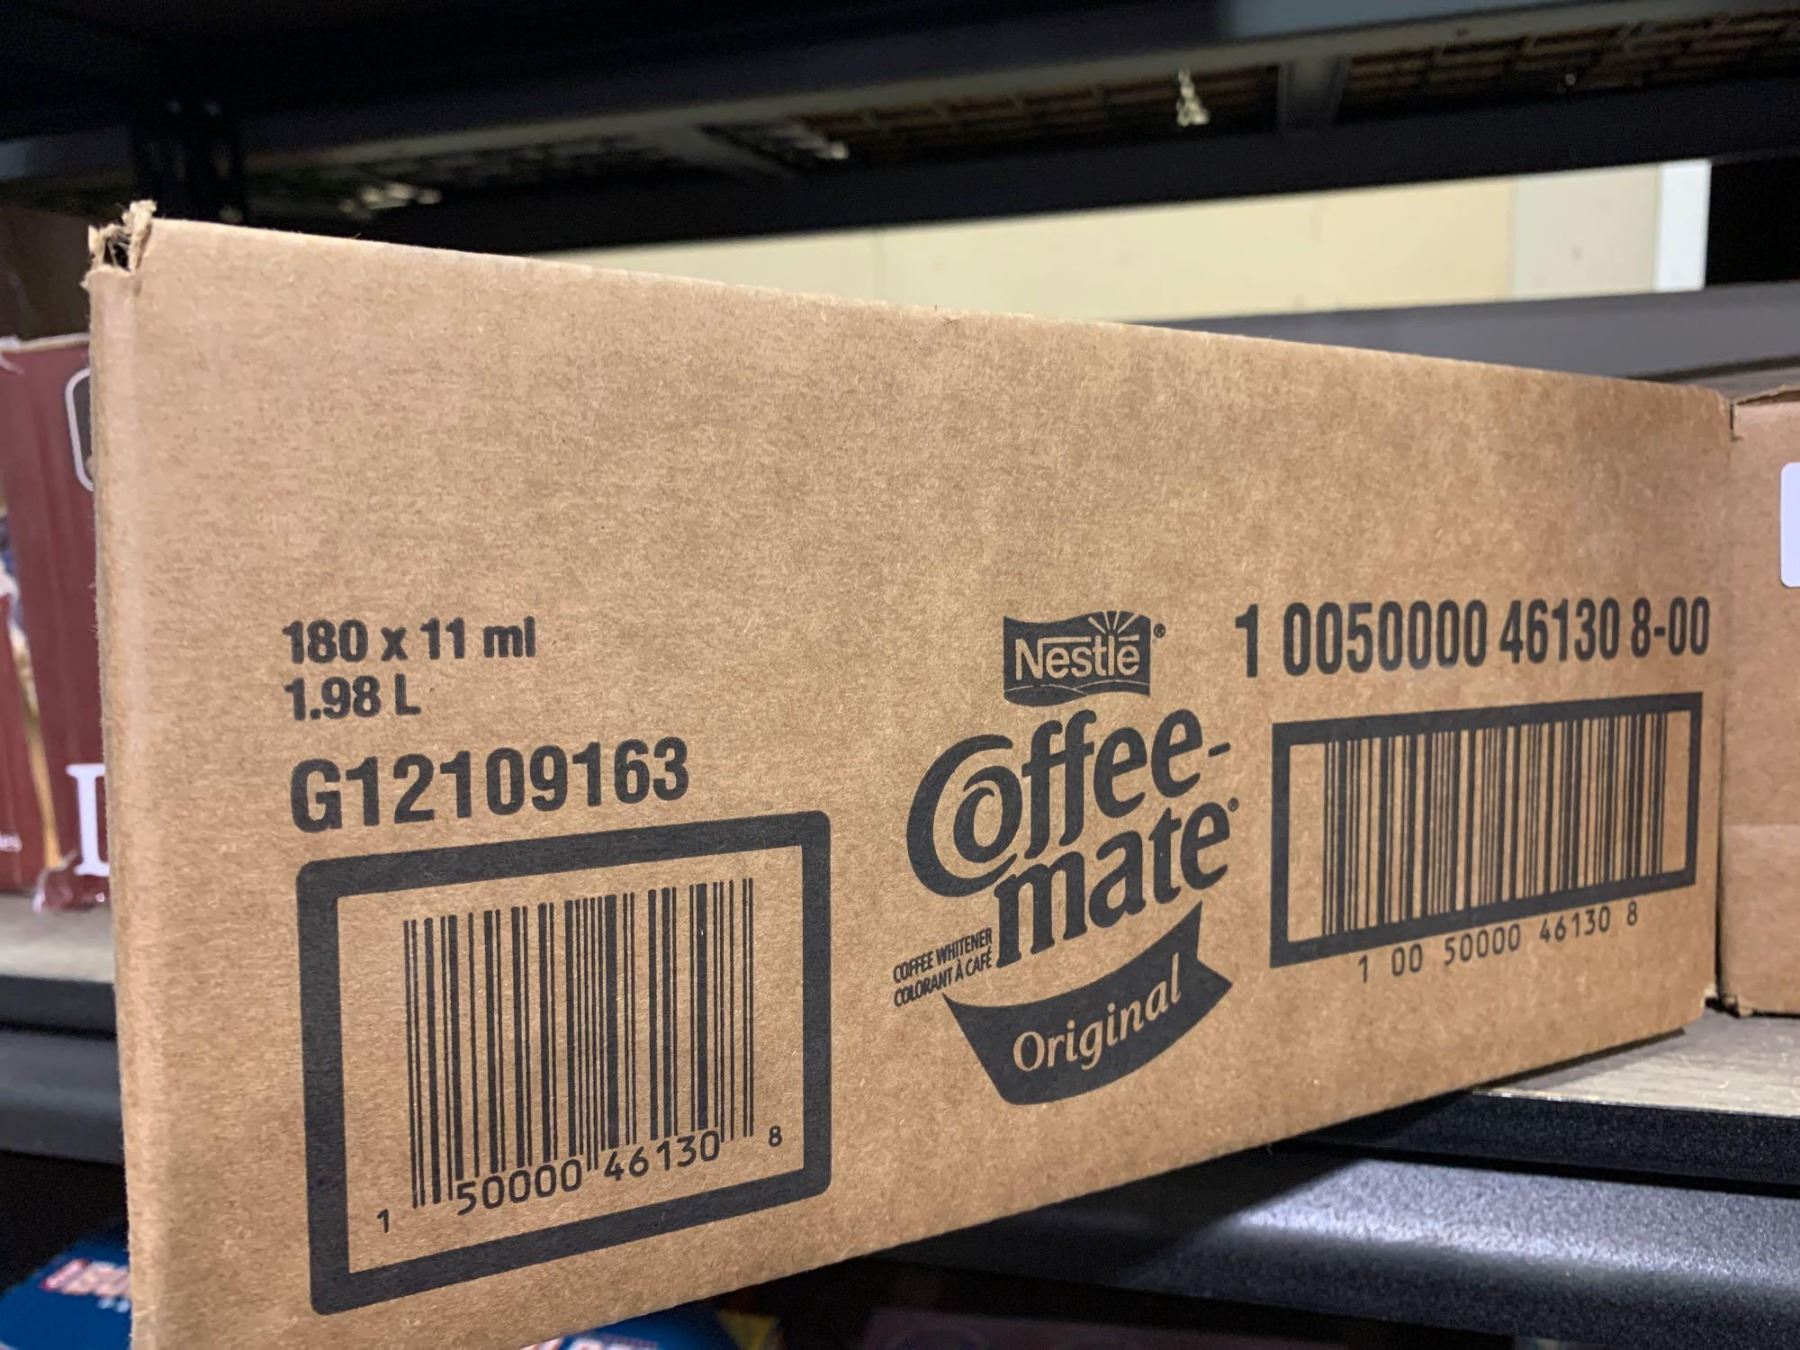 180 x 11 ml
1.98 L
G12109163
1 50000 46130 8
Nestlé®
Coffee-
mate®
COFFEE WHITENER
COLORANT À CAFÉ
Original
1 0050000 46130 8-00
1 00 50000 46130 8